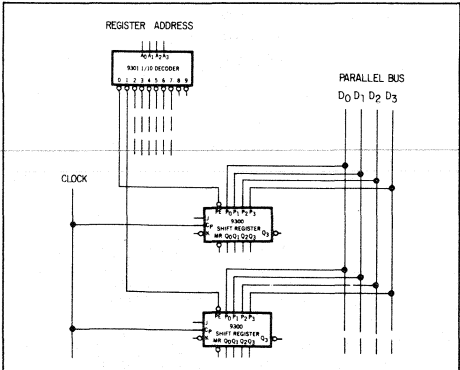 REGISTER ADDRESS
A0 A1 A2 A3
9301 1/10 DECODER
0 1 2 3 4 5 6 7 8 9
PARALLEL BUS
D0 D1 D2 D3
CLOCK
PE P0 P1 P2 P3
J
9300
CP SHIFT REGISTER Q3
K MR Q0 Q1 Q2 Q3
PE P0 P1 P2 P3
J
9300
CP SHIFT REGISTER Q3
K MR Q0 Q1 Q2 Q3